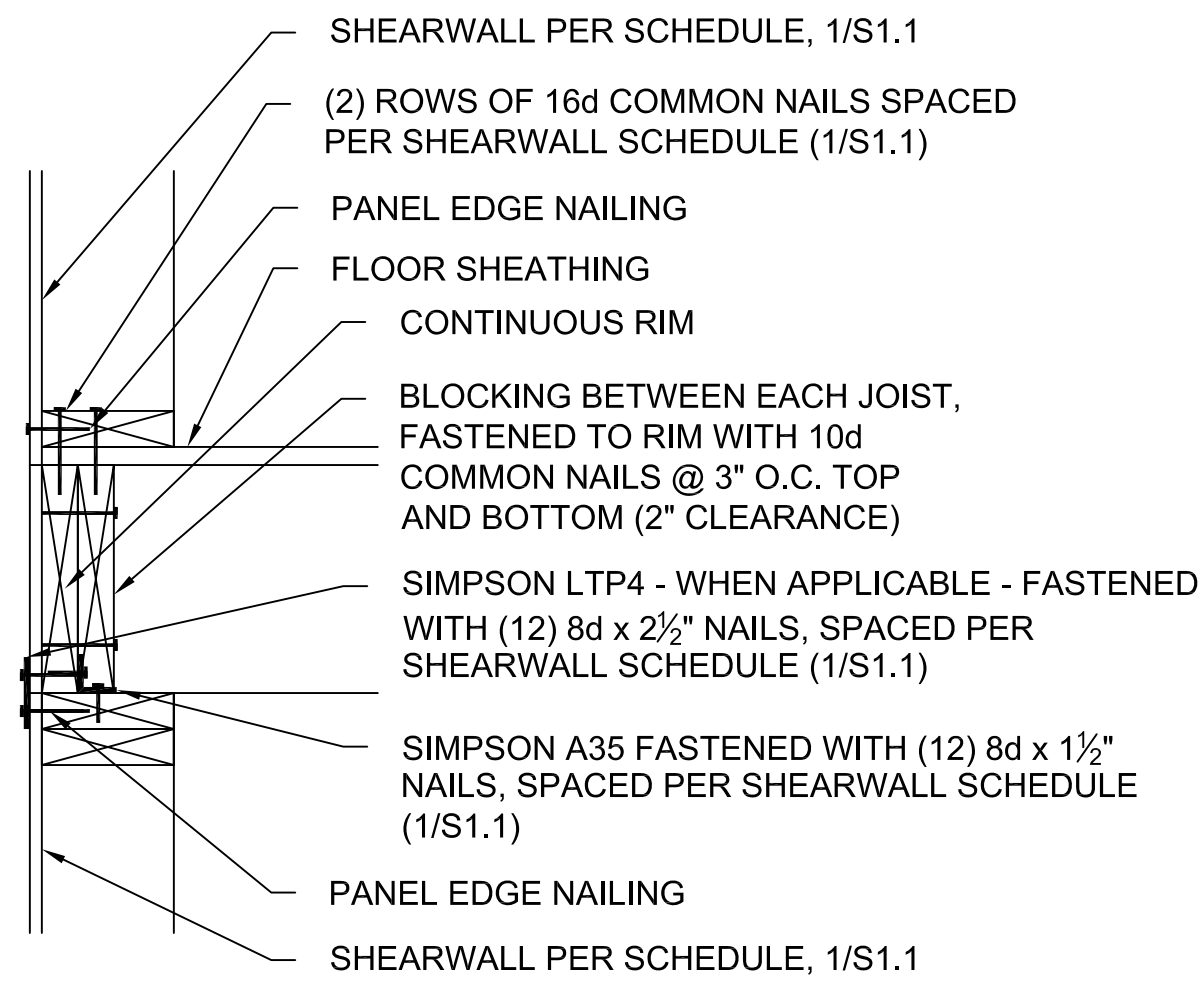 SHEARWALL PER SCHEDULE, 1/S1.1
(2) ROWS OF 16d COMMON NAILS SPACED
PER SHEARWALL SCHEDULE (1/S1.1)
PANEL EDGE NAILING
FLOOR SHEATHING
CONTINUOUS RIM
BLOCKING BETWEEN EACH JOIST,
FASTENED TO RIM WITH 10d
COMMON NAILS @ 3" O.C. TOP
AND BOTTOM (2" CLEARANCE)
SIMPSON LTP4 - WHEN APPLICABLE - FASTENED
WITH (12) 8d x 2½" NAILS, SPACED PER
SHEARWALL SCHEDULE (1/S1.1)
SIMPSON A35 FASTENED WITH (12) 8d x 1½"
NAILS, SPACED PER SHEARWALL SCHEDULE
(1/S1.1)
PANEL EDGE NAILING
SHEARWALL PER SCHEDULE, 1/S1.1